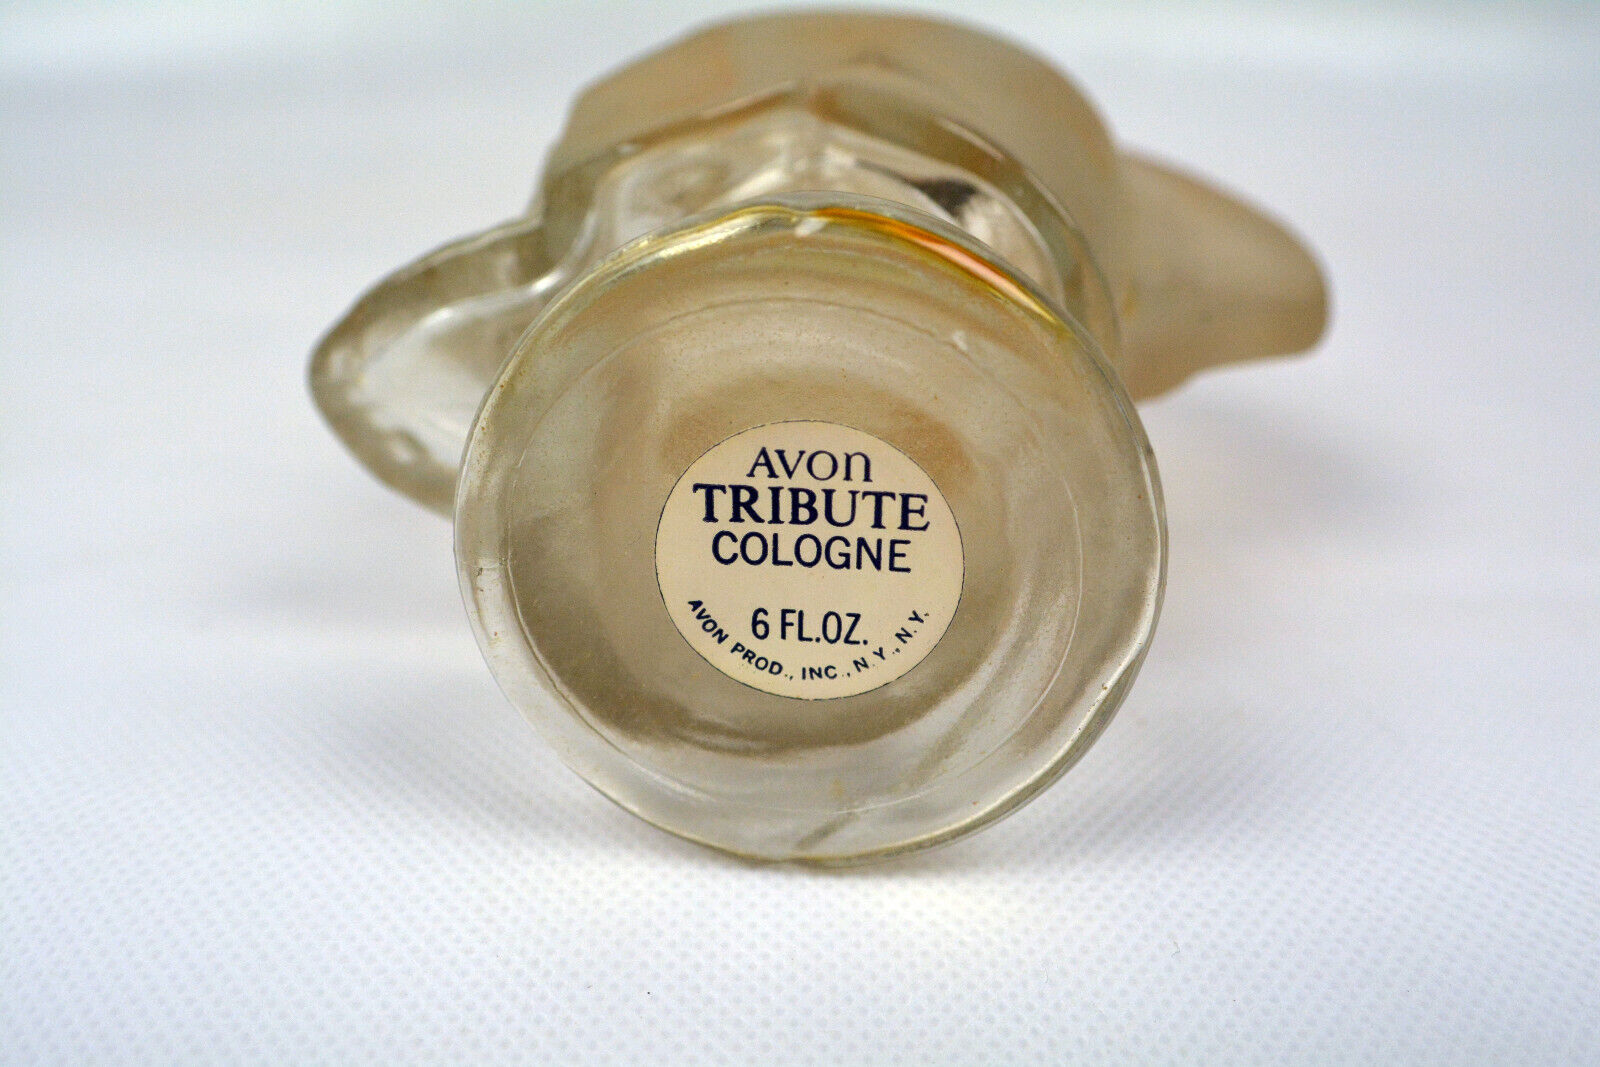 AVON
TRIBUTE
COLOGNE
6 FL.OZ.
AVON PROD., INC., N.Y., N.Y.